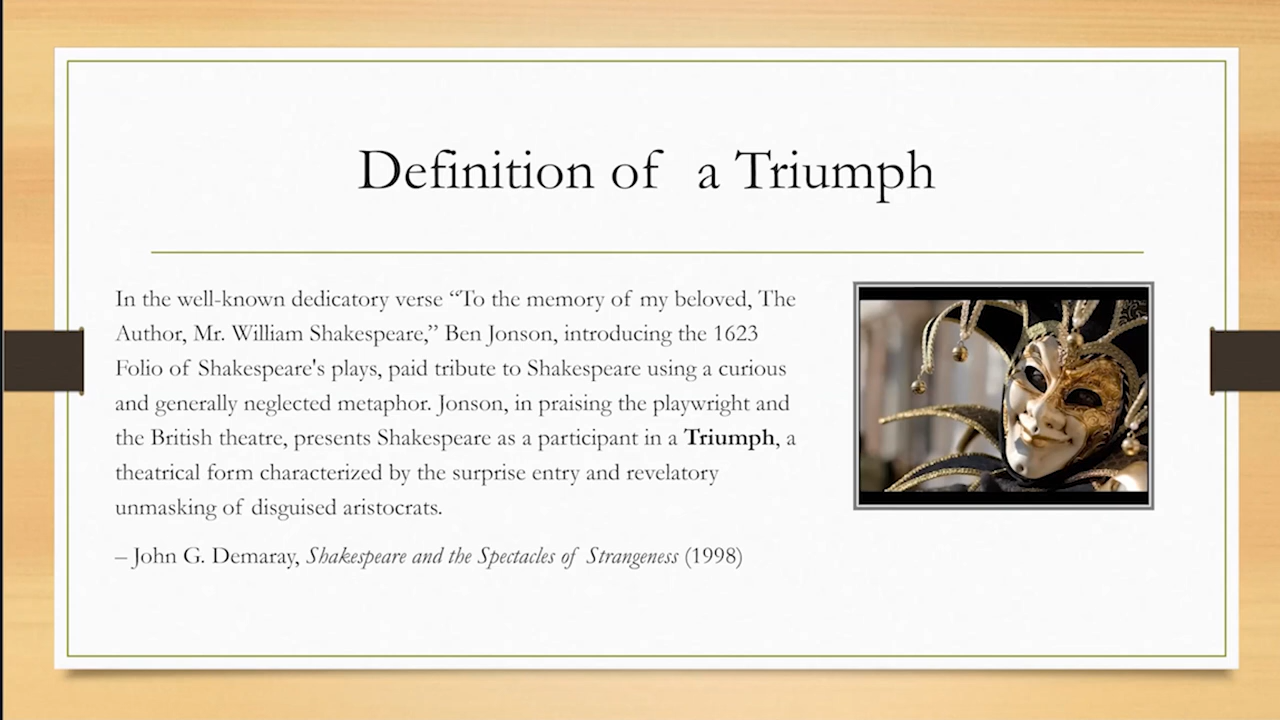 Definition of a Triumph
In the well-known dedicatory verse “To the memory of my beloved, The
Author, Mr. William Shakespeare,” Ben Jonson, introducing the 1623
Folio of Shakespeare's plays, paid tribute to Shakespeare using a curious
and generally neglected metaphor. Jonson, in praising the playwright and
the British theatre, presents Shakespeare as a participant in a Triumph, a
theatrical form characterized by the surprise entry and revelatory
unmasking of disguised aristocrats.
– John G. Demaray, Shakespeare and the Spectacles of Strangeness (1998)